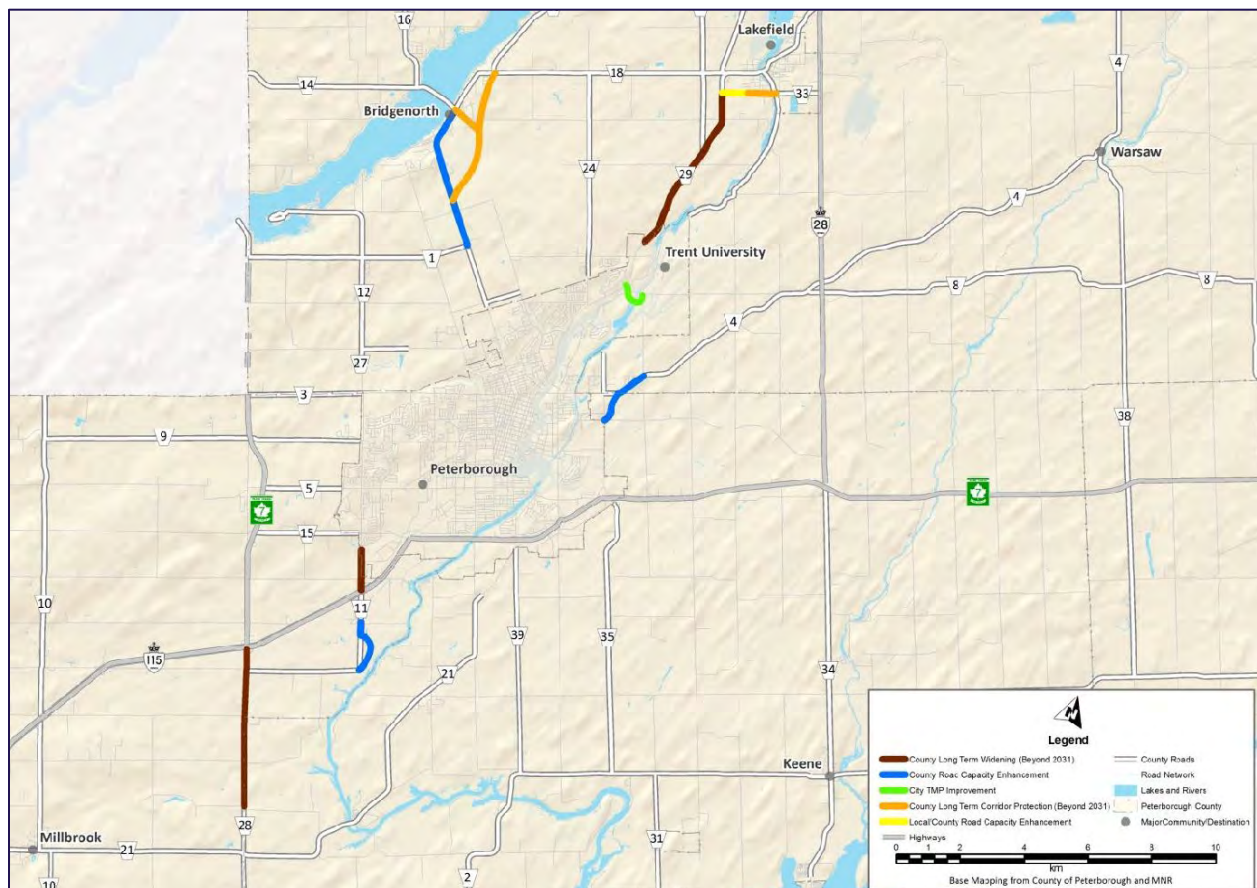 16
Lakefield
4
18
14
33
Bridgenorth
Warsaw
24
29
4
28
Trent University
1
12
8
8
4
27
3
38
9
Peterborough
5
7
7
15
10
11
39
35
115
21
34
Keene
28
Millbrook
21
31
10
2
Legend
County Long Term Widening (Beyond 2031)
County Road Capacity Enhancement
City TMP Improvement
County Long Term Corridor Protection (Beyond 2031)
Local/County Road Capacity Enhancement
Highways
County Roads
Road Network
Lakes and Rivers
Peterborough County
MajorCommunity/Destination
0 1 2 4 6 8 10
km
Base Mapping from County of Peterborough and MNR